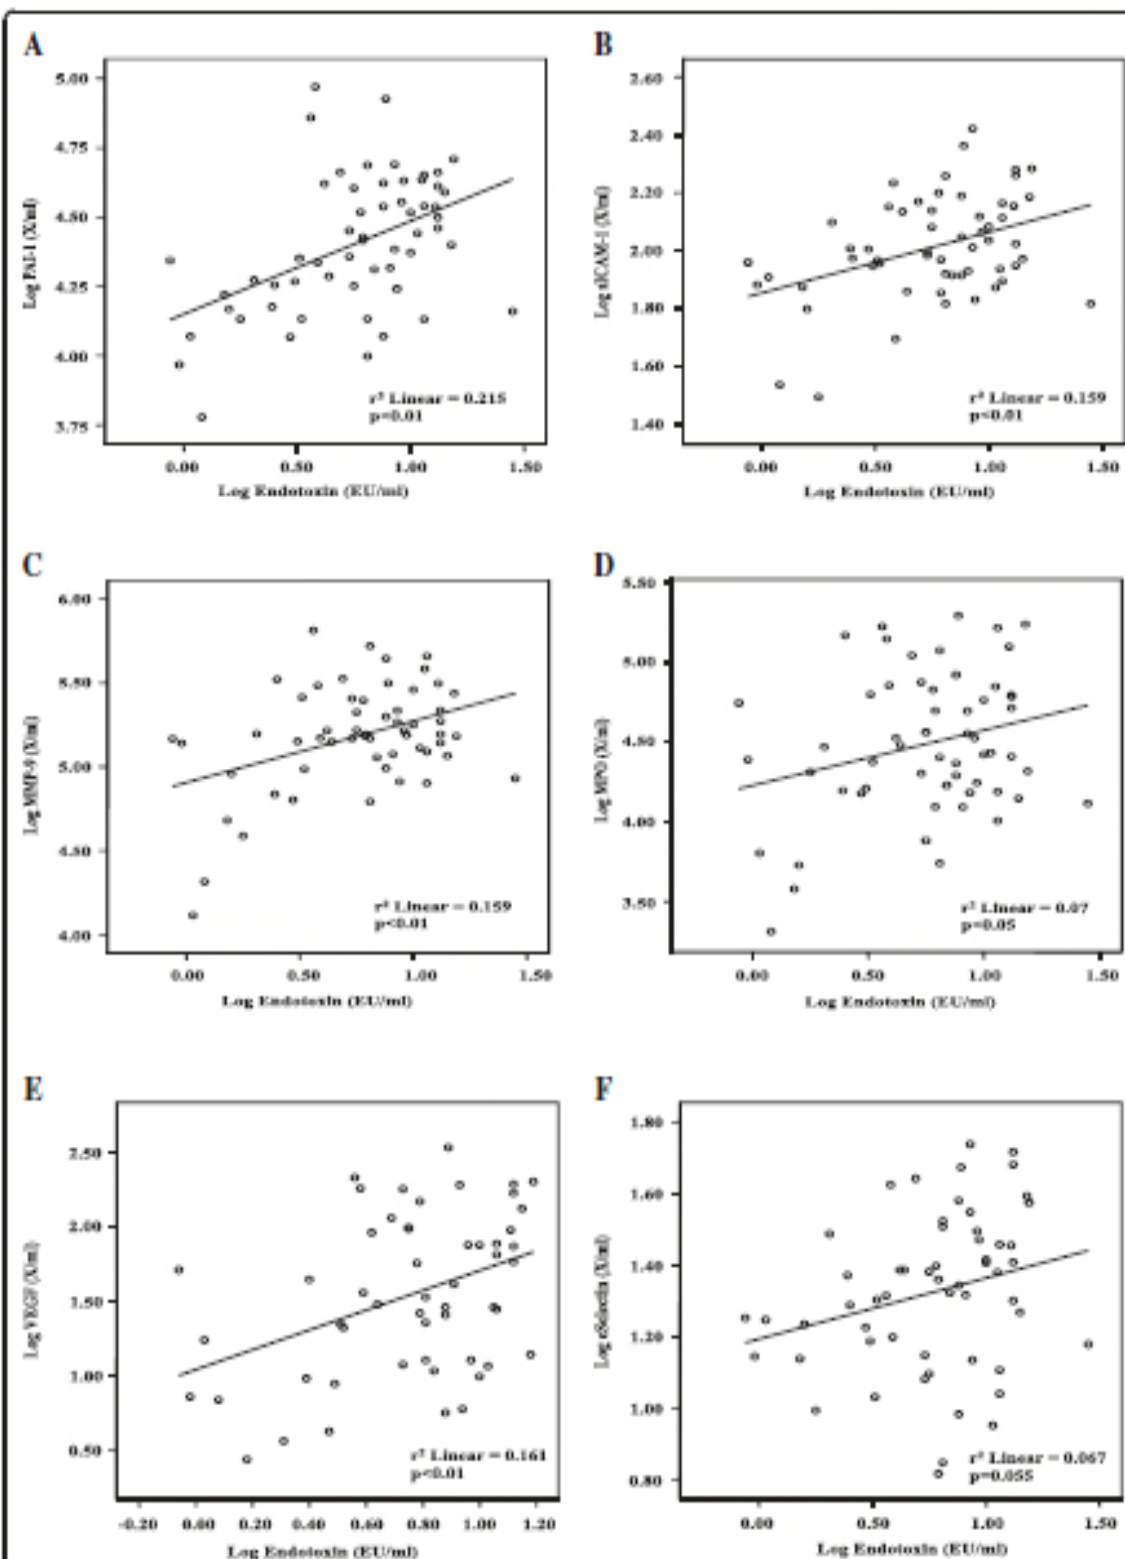 A
5.00
4.75
4.50
4.25
4.00
3.75
Log PAI-1 (X/ml)
r² Linear = 0.215
p<0.01
0.00 0.50 1.00 1.50
Log Endotoxin (EU/ml)
B
2.60
2.40
2.20
2.00
1.80
1.60
1.40
Log sICAM-1 (X/ml)
r² Linear = 0.159
p<0.01
0.00 0.50 1.00 1.50
Log Endotoxin (EU/ml)
C
6.00
5.50
5.00
4.50
4.00
Log MMP-9 (X/ml)
r² Linear = 0.159
p<0.01
0.00 0.50 1.00 1.50
Log Endotoxin (EU/ml)
D
5.50
5.00
4.50
4.00
3.50
Log MPO (X/ml)
r² Linear = 0.07
p=0.05
0.00 0.50 1.00 1.50
Log Endotoxin (EU/ml)
E
2.50
2.00
1.50
1.00
0.50
Log VEGF (X/ml)
r² Linear = 0.161
p<0.01
-0.20 0.00 0.20 0.40 0.60 0.80 1.00 1.20
Log Endotoxin (EU/ml)
F
1.80
1.60
1.40
1.20
1.00
0.80
Log eSelectin (X/ml)
r² Linear = 0.067
p=0.055
0.00 0.50 1.00 1.50
Log Endotoxin (EU/ml)